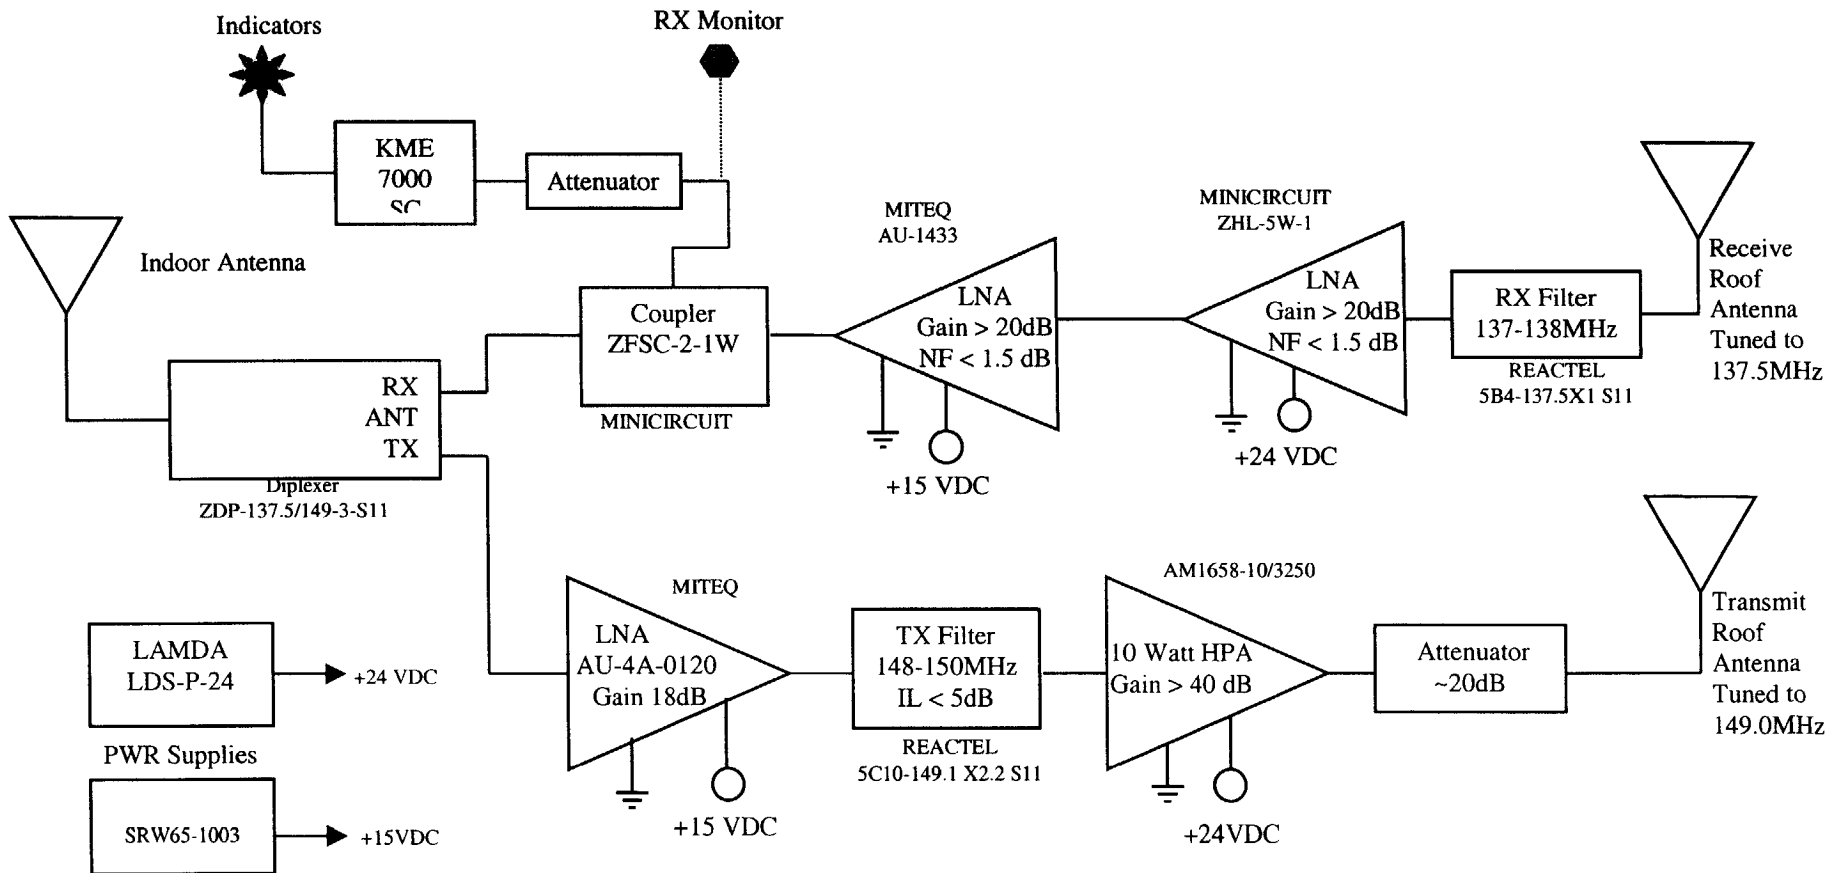 Indicators
RX Monitor
KME
7000
SC
Attenuator
Indoor Antenna
MITEQ
AU-1433
MINICIRCUIT
ZHL-5W-1
Coupler
ZFSC-2-1W
MINICIRCUIT
LNA
Gain > 20dB
NF < 1.5 dB
+15 VDC
LNA
Gain > 20dB
NF < 1.5 dB
+24 VDC
RX Filter
137-138MHz
REACTEL
5B4-137.5X1 S11
Receive
Roof
Antenna
Tuned to
137.5MHz
RX
ANT
TX
Diplexer
ZDP-137.5/149-3-S11
LAMDA
LDS-P-24
+24 VDC
PWR Supplies
SRW65-1003
+15VDC
MITEQ
LNA
AU-4A-0120
Gain 18dB
+15 VDC
TX Filter
148-150MHz
IL < 5dB
REACTEL
5C10-149.1 X2.2 S11
AM1658-10/3250
10 Watt HPA
Gain > 40 dB
+24VDC
Attenuator
~20dB
Transmit
Roof
Antenna
Tuned to
149.0MHz